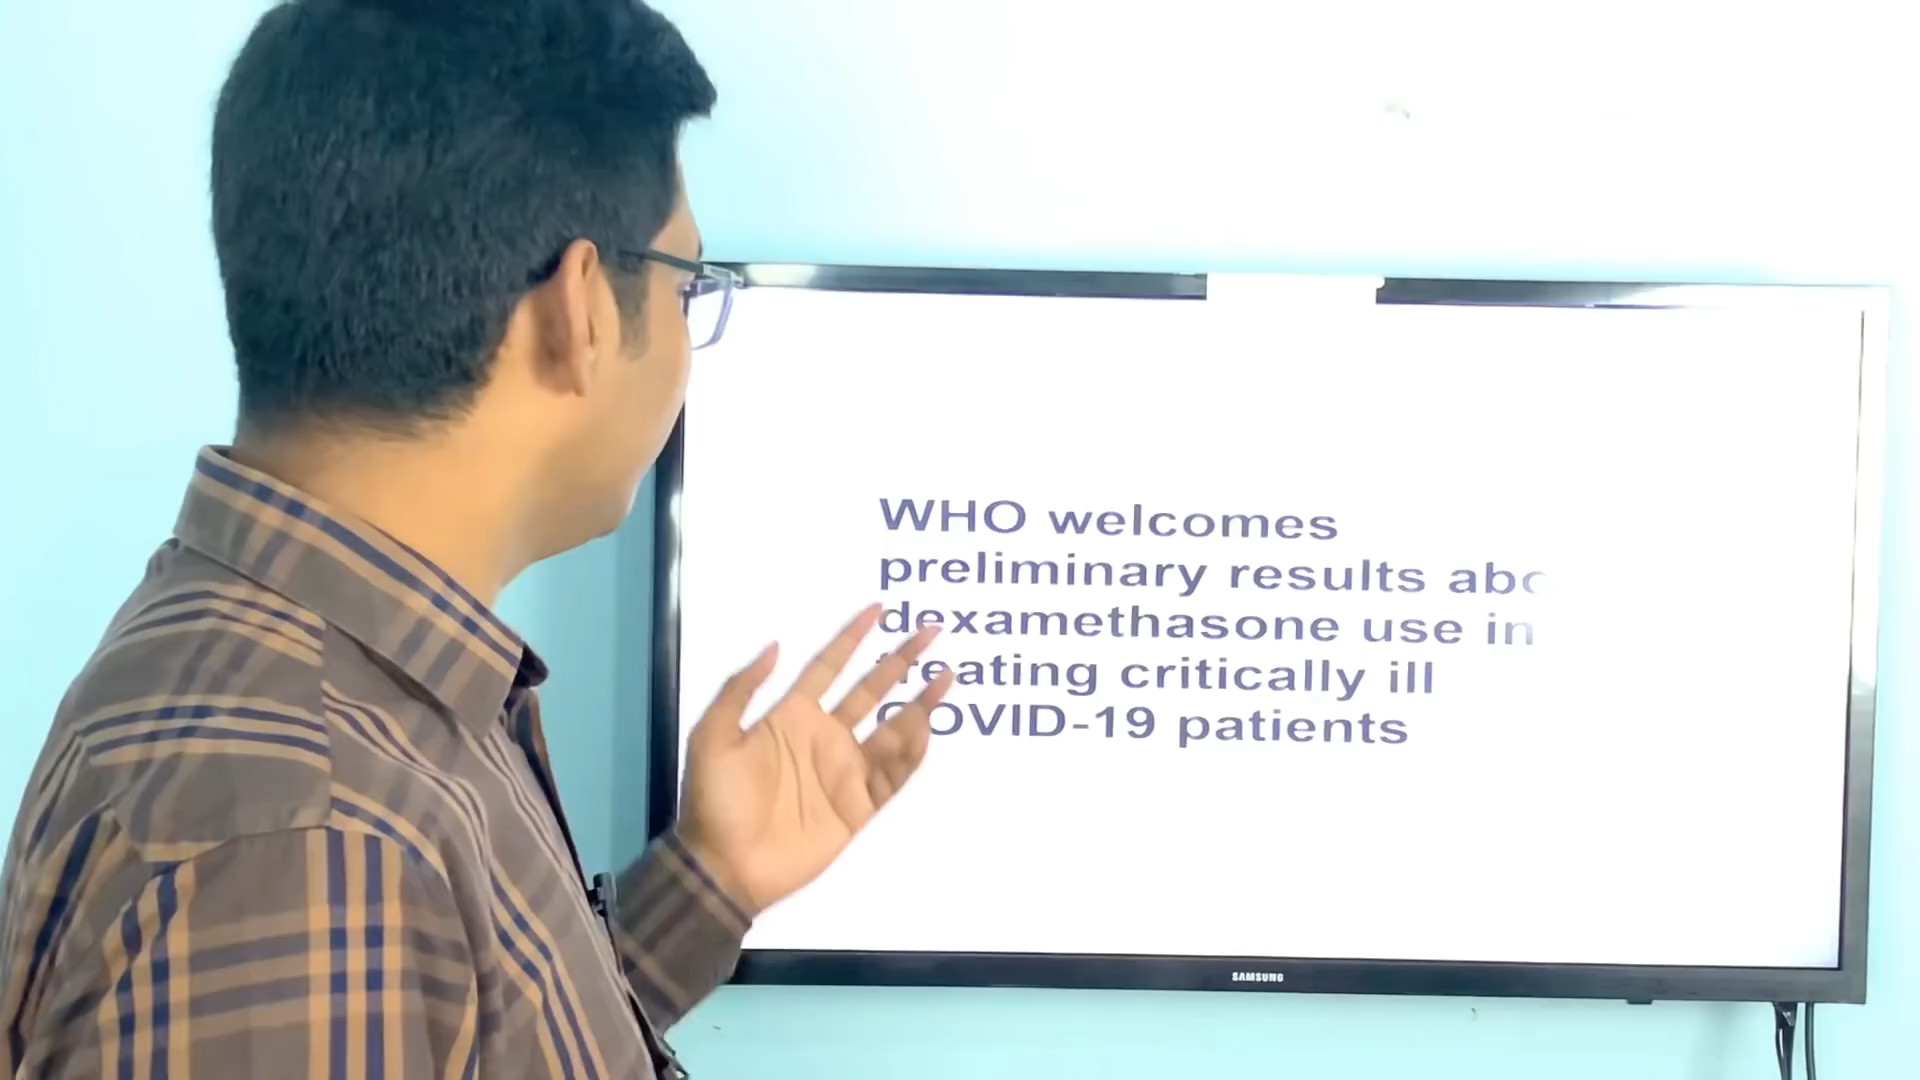 WHO welcomes
preliminary results
dexamethasone use in
treating critically ill
COVID-19 patients
SAMSUNG